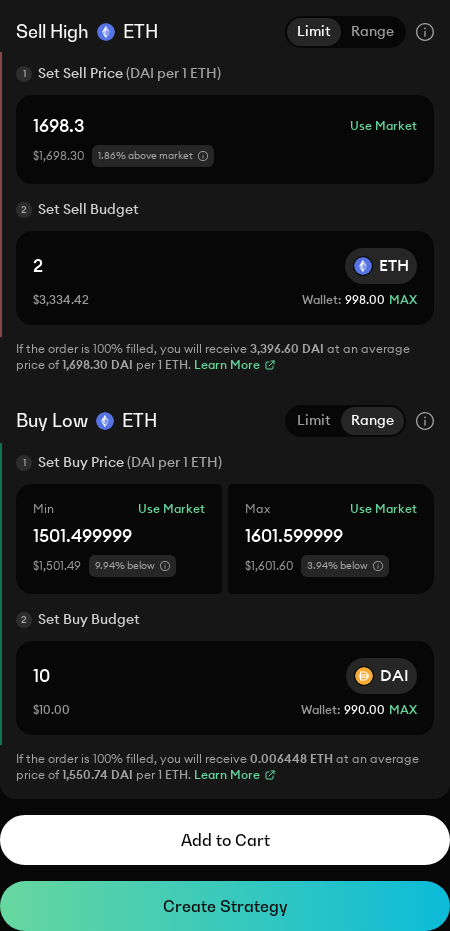 Sell High ETH Limit Range
1 Set Sell Price (DAI per 1 ETH)
1698.3 Use Market
$1,698.30 1.86% above market
2 Set Sell Budget
2 ETH
$3,334.42 Wallet: 998.00 MAX
If the order is 100% filled, you will receive 3,396.60 DAI at an average
price of 1,698.30 DAI per 1 ETH. Learn More
Buy Low ETH Limit Range
1 Set Buy Price (DAI per 1 ETH)
Min Use Market Max Use Market
1501.499999 1601.599999
$1,501.49 9.94% below $1,601.60 3.94% below
2 Set Buy Budget
10 DAI
$10.00 Wallet: 990.00 MAX
If the order is 100% filled, you will receive 0.006448 ETH at an average
price of 1,550.74 DAI per 1 ETH. Learn More
Add to Cart
Create Strategy